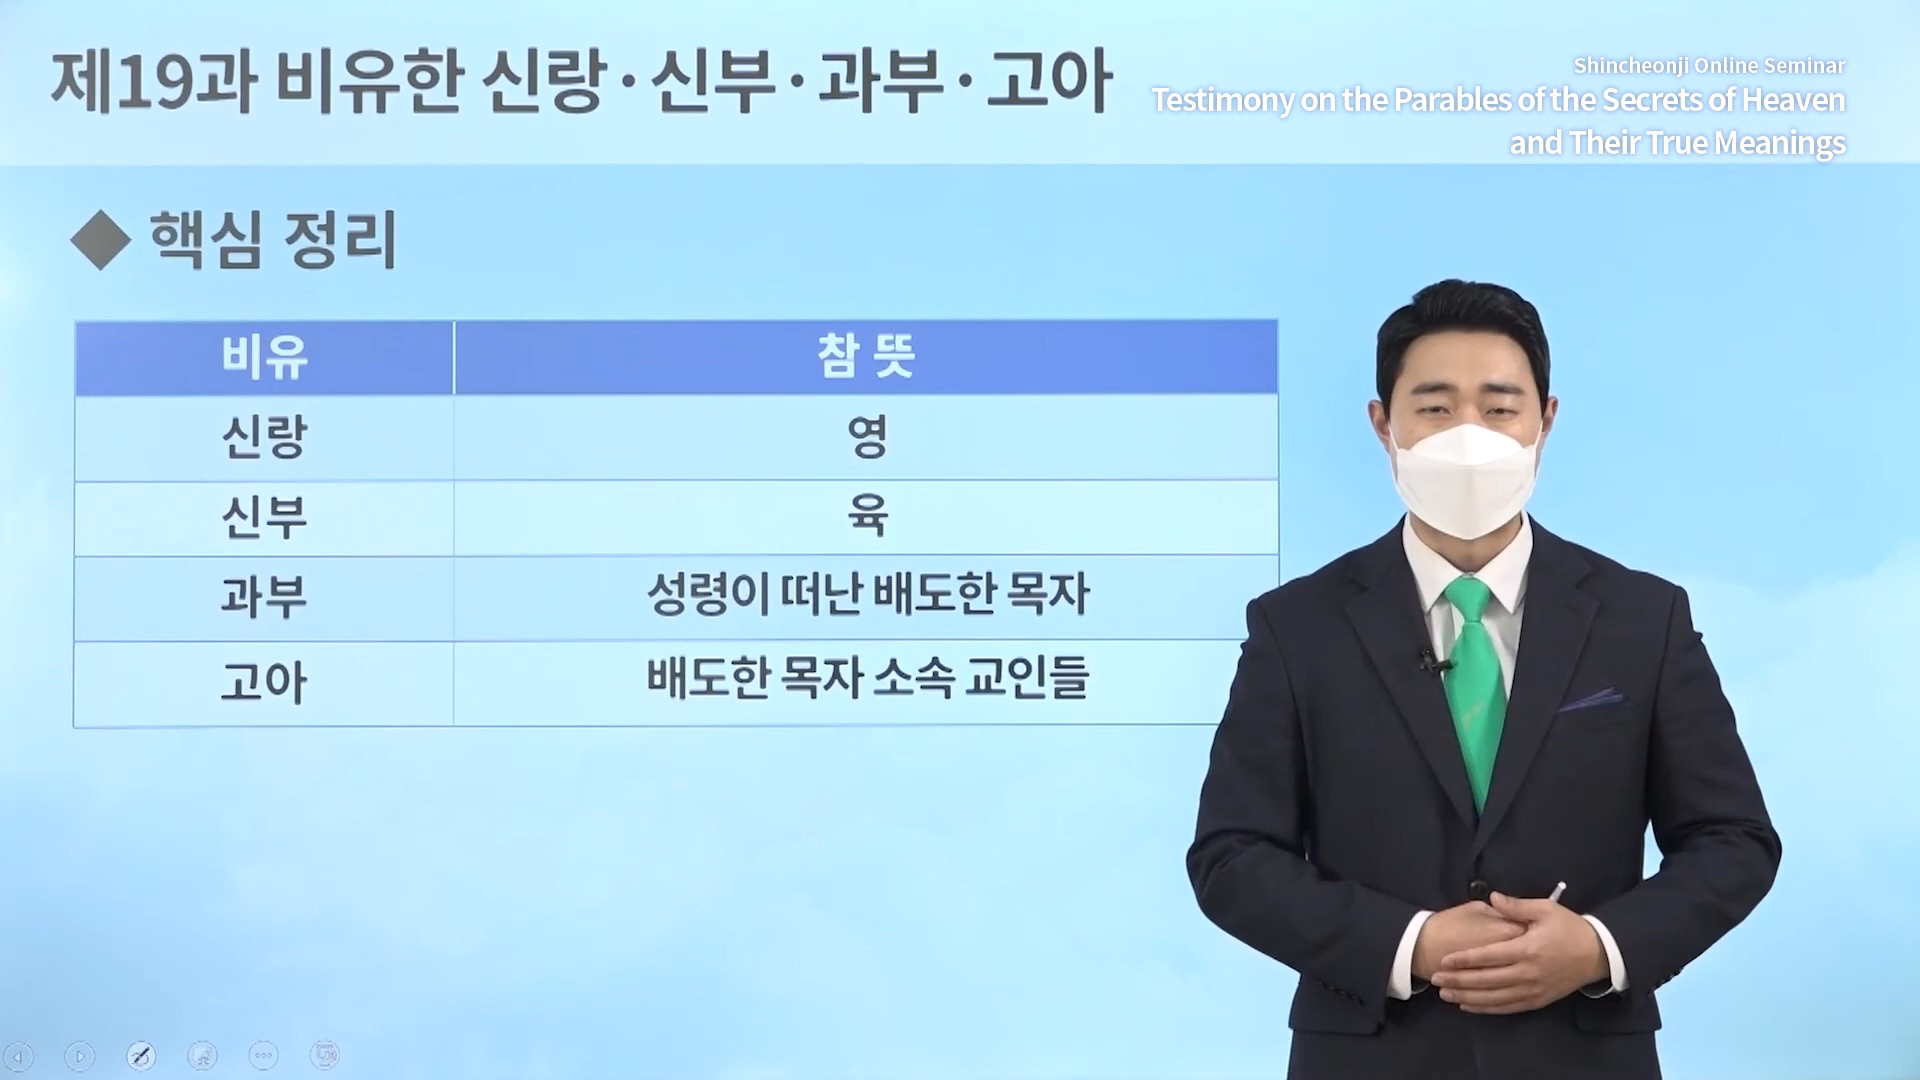 제19과 비유한 신랑·신부·과부·고아
Shincheonji Online Seminar
Testimony on the Parables of the Secrets of Heaven
and Their True Meanings
◆ 핵심 정리
비유 참 뜻
신랑 영
신부 육
과부 성령이 떠난 배도한 목자
고아 배도한 목자 소속 교인들